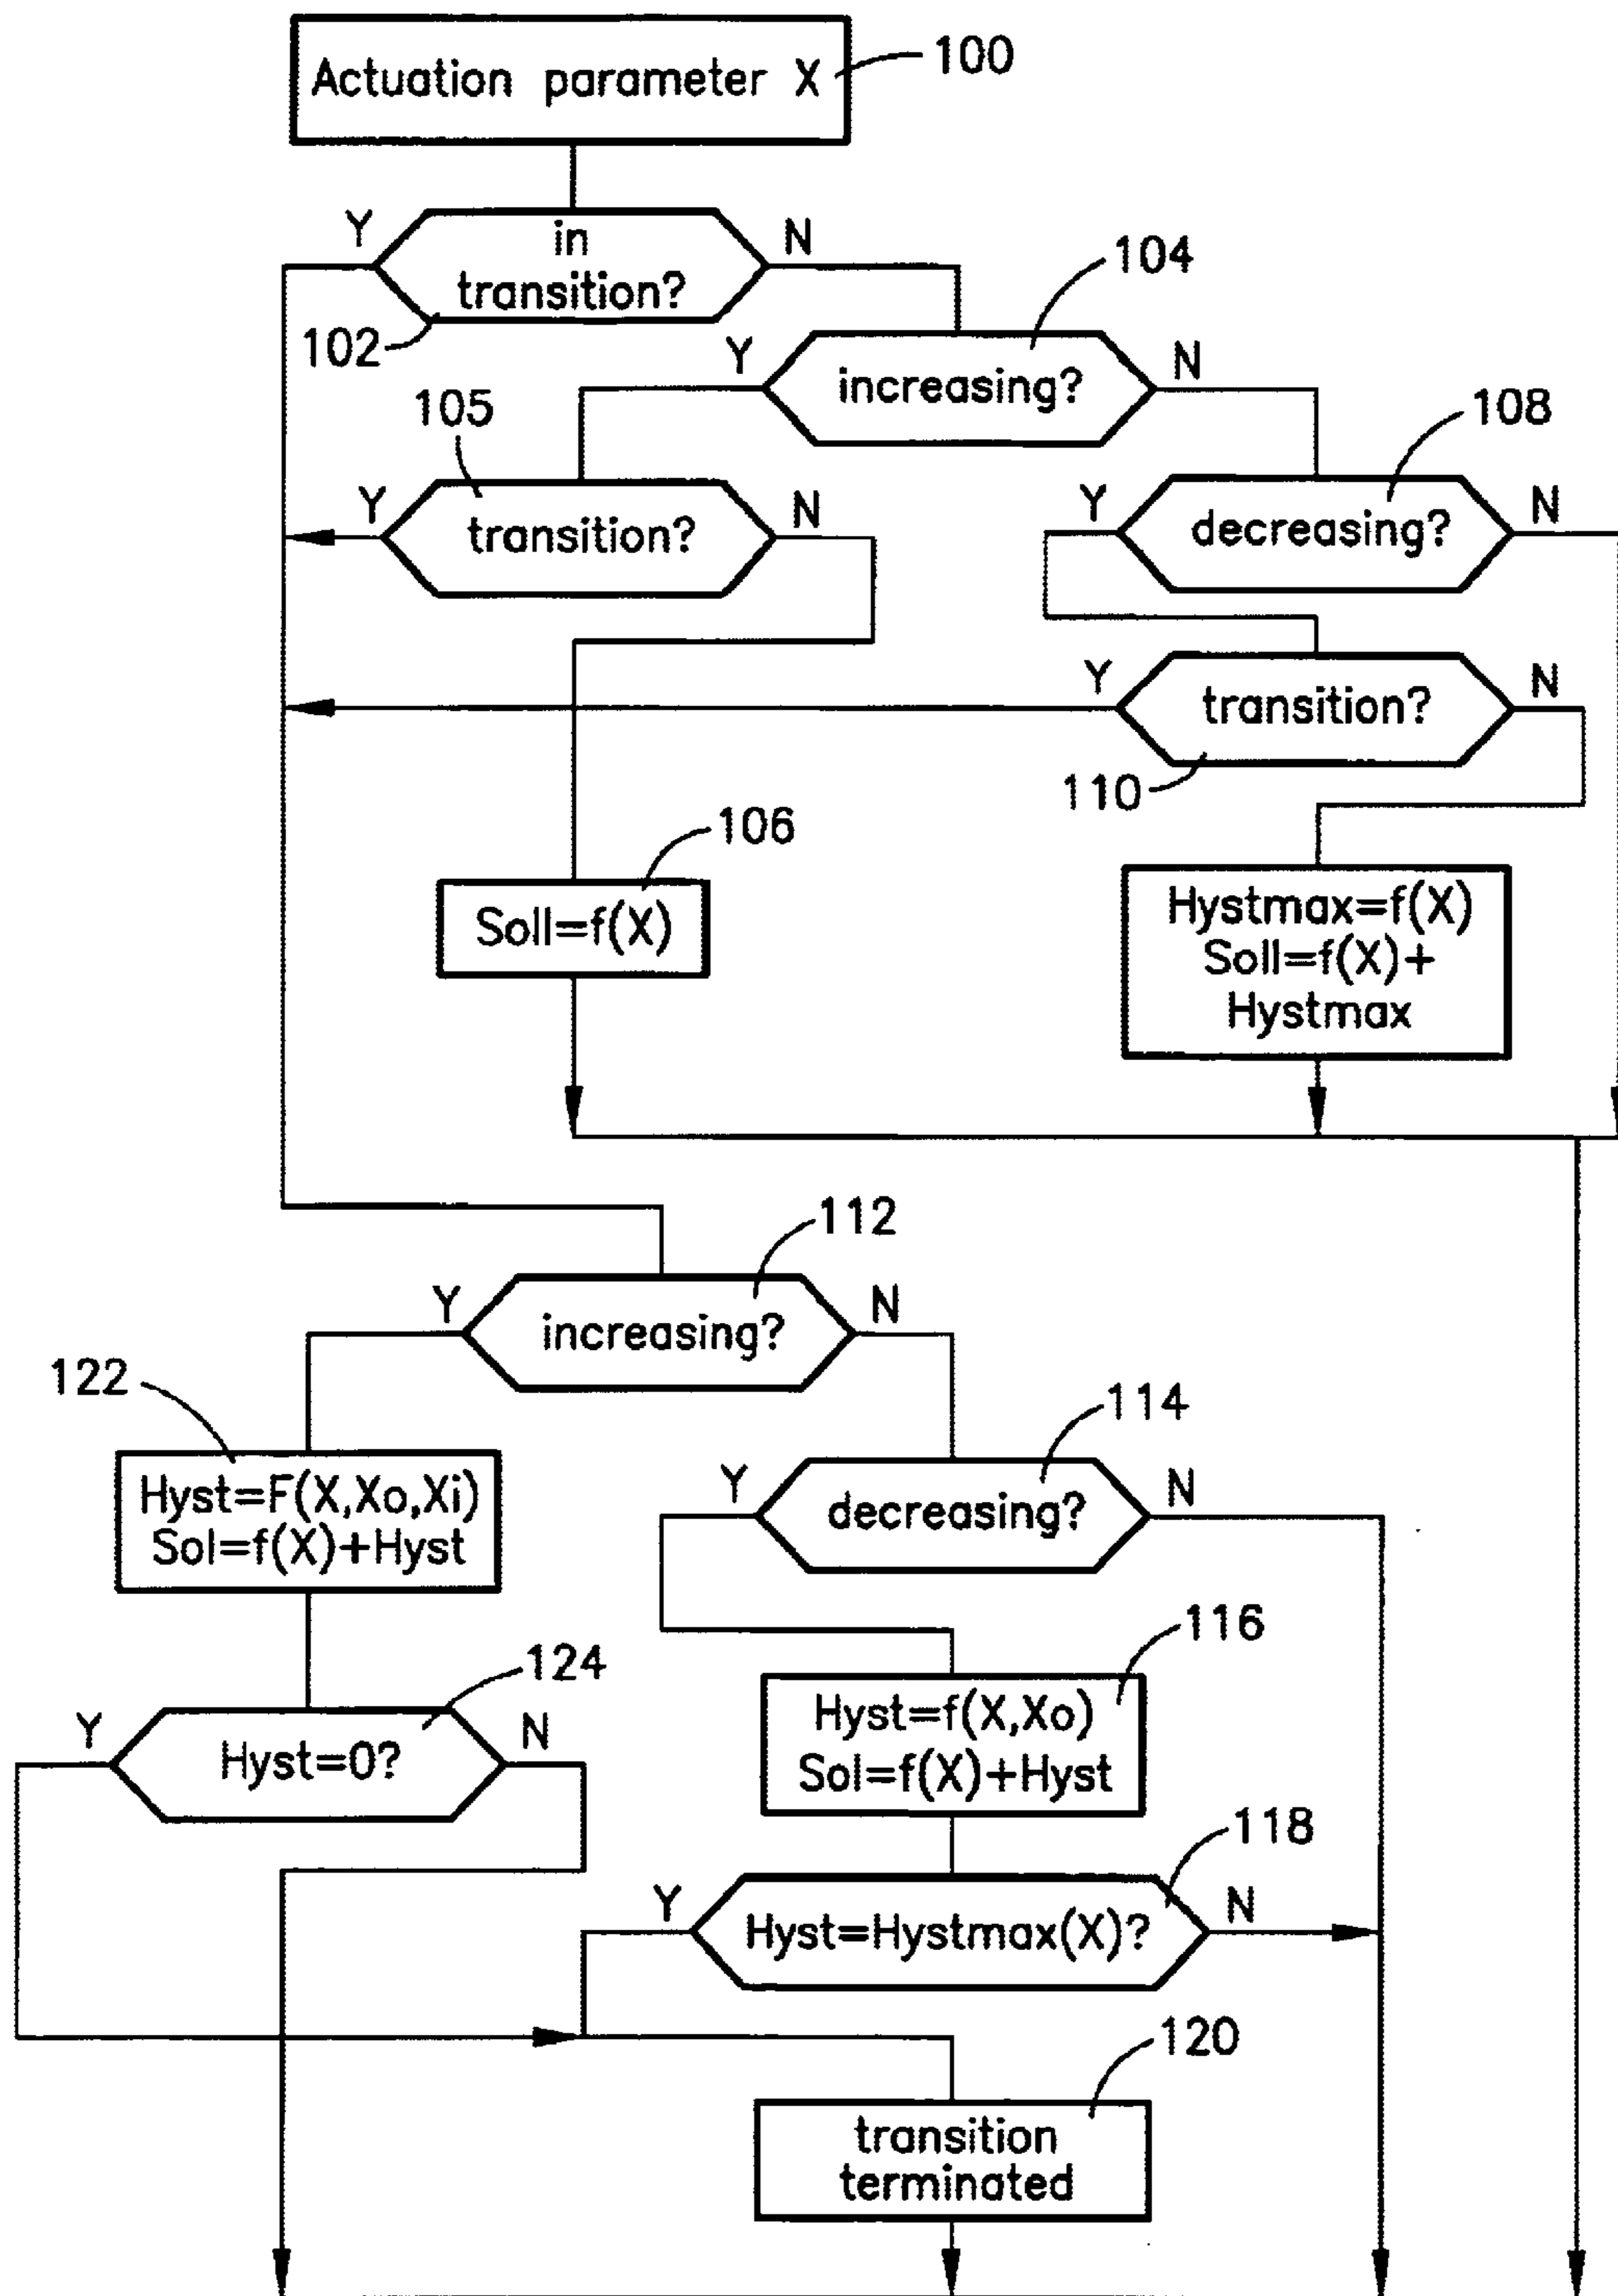 Actuation parameter X
100
Y
in
transition?
N
102
104
Y
increasing?
N
105
108
Y
transition?
N
Y
decreasing?
N
Y
transition?
N
110
106
Soll=f(X)
Hystmax=f(X)
Soll=f(X)+
Hystmax
112
Y
increasing?
N
122
114
Hyst=F(X,Xo,Xi)
Sol=f(X)+Hyst
Y
decreasing?
N
116
124
Hyst=f(X,Xo)
Sol=f(X)+Hyst
Y
Hyst=0?
N
118
Y
Hyst=Hystmax(X)?
N
120
transition
terminated